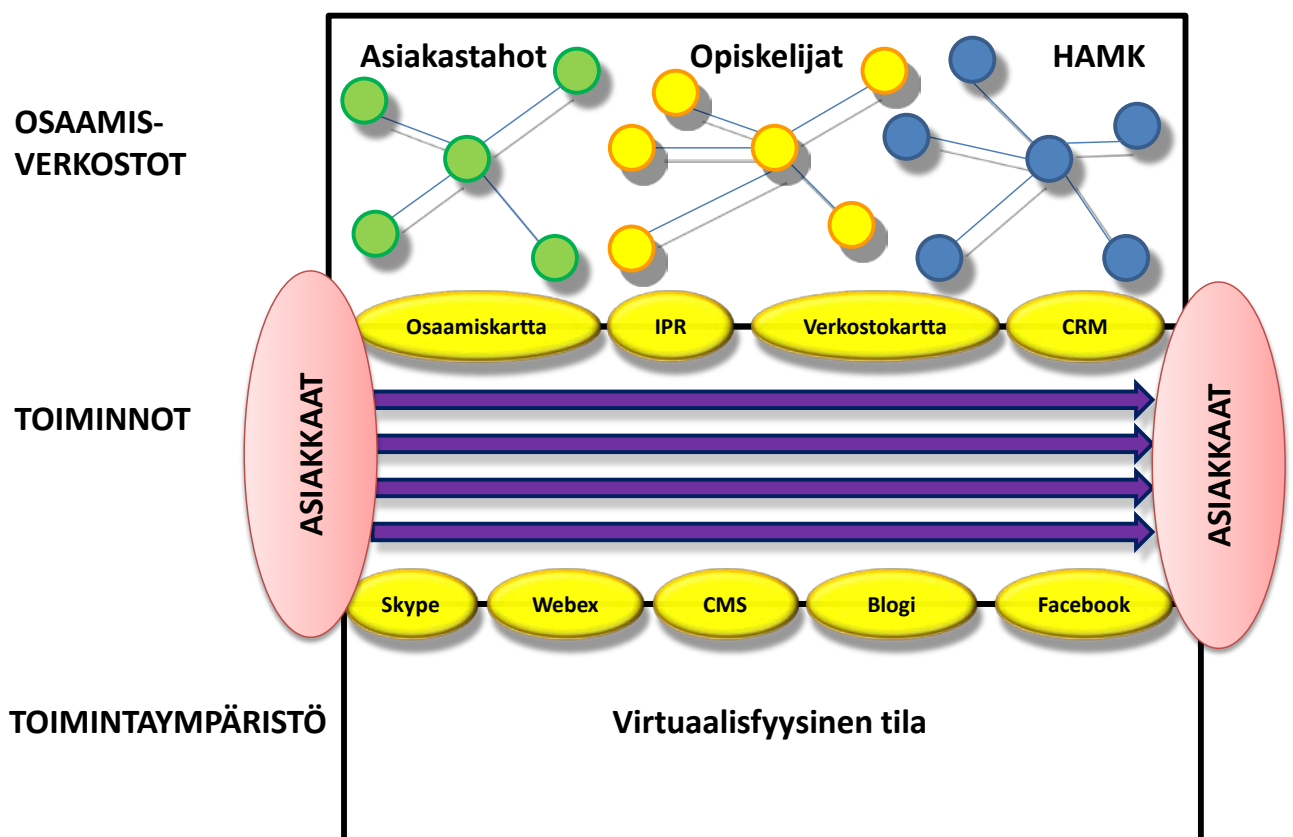 Asiakastahot
Opiskelijat
HAMK
OSAAMIS-
VERKOSTOT
Osaamiskartta
IPR
Verkostokartta
CRM
TOIMINNOT
ASIAKKAAT
ASIAKKAAT
Skype
Webex
CMS
Blogi
Facebook
TOIMINTAYMPÄRISTÖ
Virtuaalisfyysinen tila